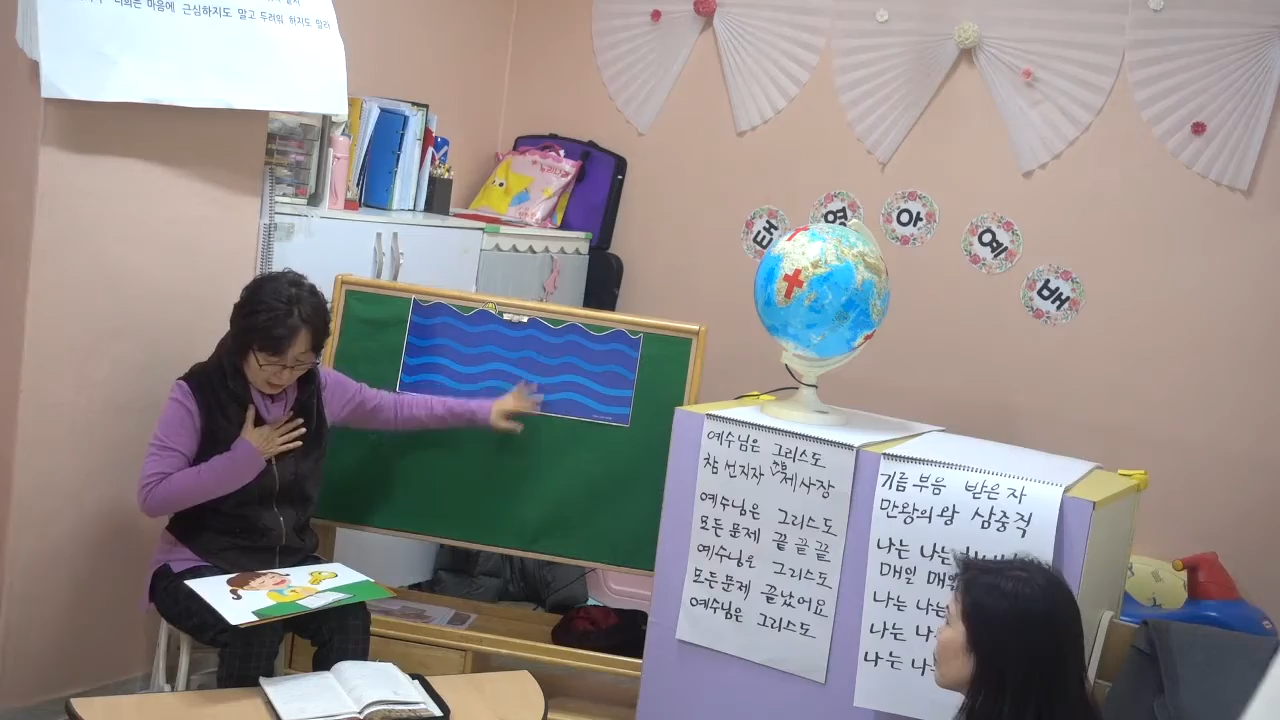 너희는 마음에 근심하지도 말고 두려워 하지도 말라
태영아예배
예수님은 그리스도
참 선지자 참 제사장
예수님은 그리스도
모든 문제 끝 끝 끝
예수님은 그리스도
모든문제 끝났어요
예수님은 그리스도
기름 부음 받은 자
만왕의 왕 삼중직
나는 나는
매일 매일
나는 나는
나는 나
나는 나